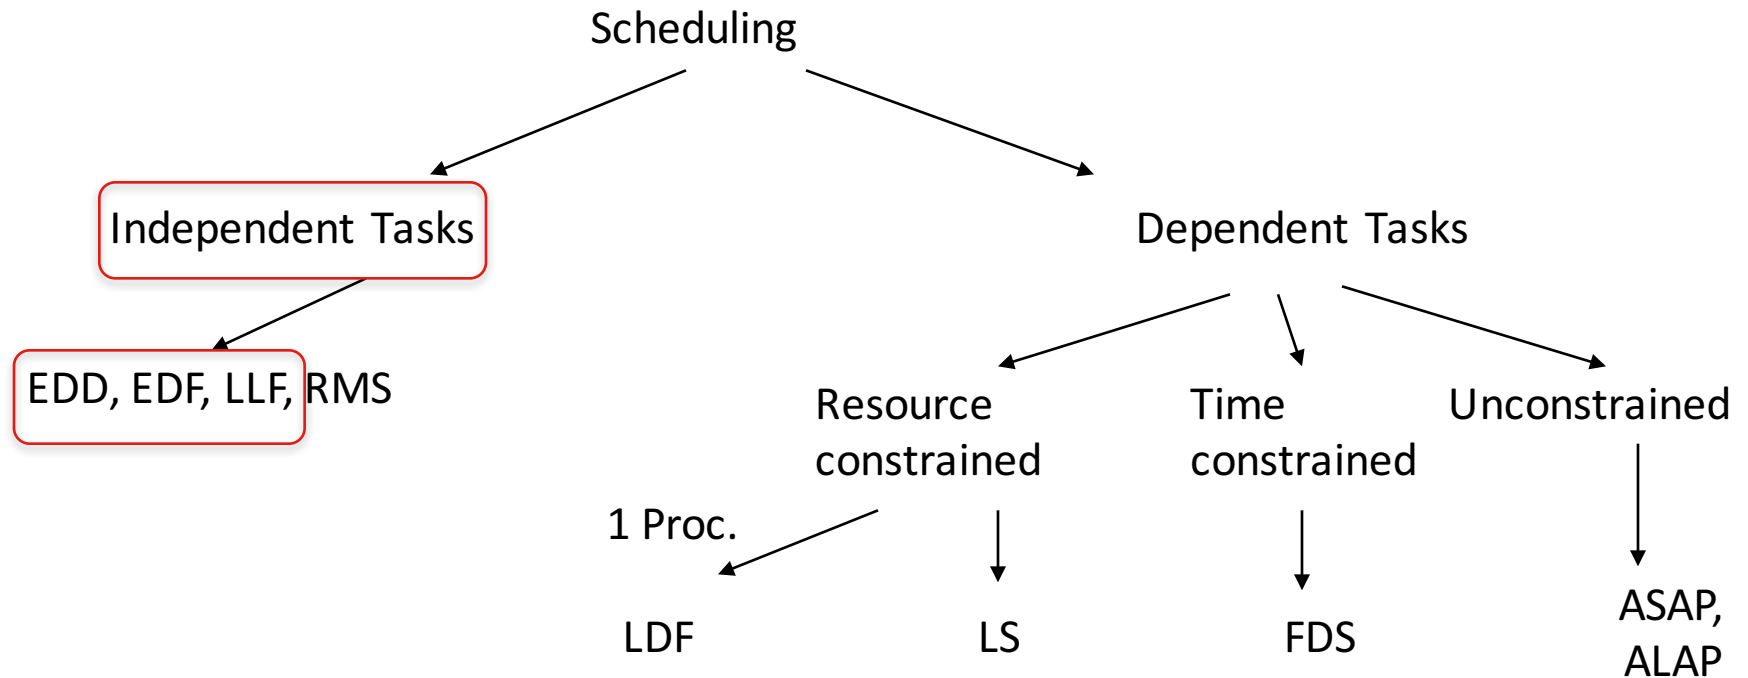 Scheduling
Independent Tasks
Dependent Tasks
EDD, EDF, LLF, RMS
Resource
constrained
Time
constrained
Unconstrained
1 Proc.
LDF
LS
FDS
ASAP,
ALAP